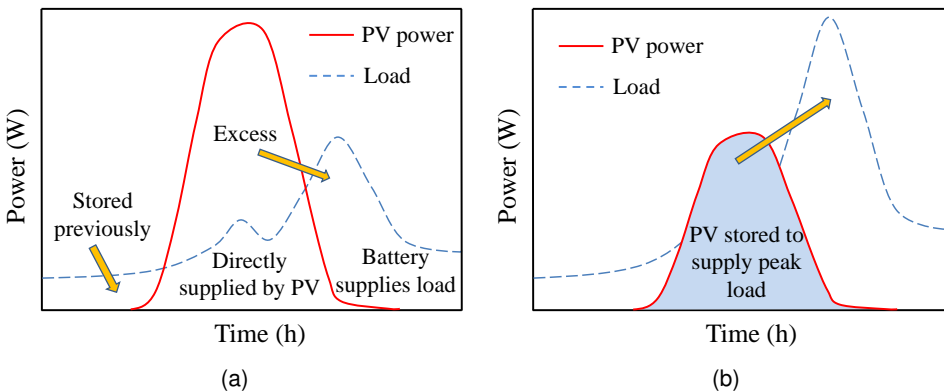 PV power
Load
Excess
Stored
previously
Directly
supplied by PV
Battery
supplies load
Power (W)
Time (h)
(a)
PV power
Load
PV stored to
supply peak
load
Power (W)
Time (h)
(b)